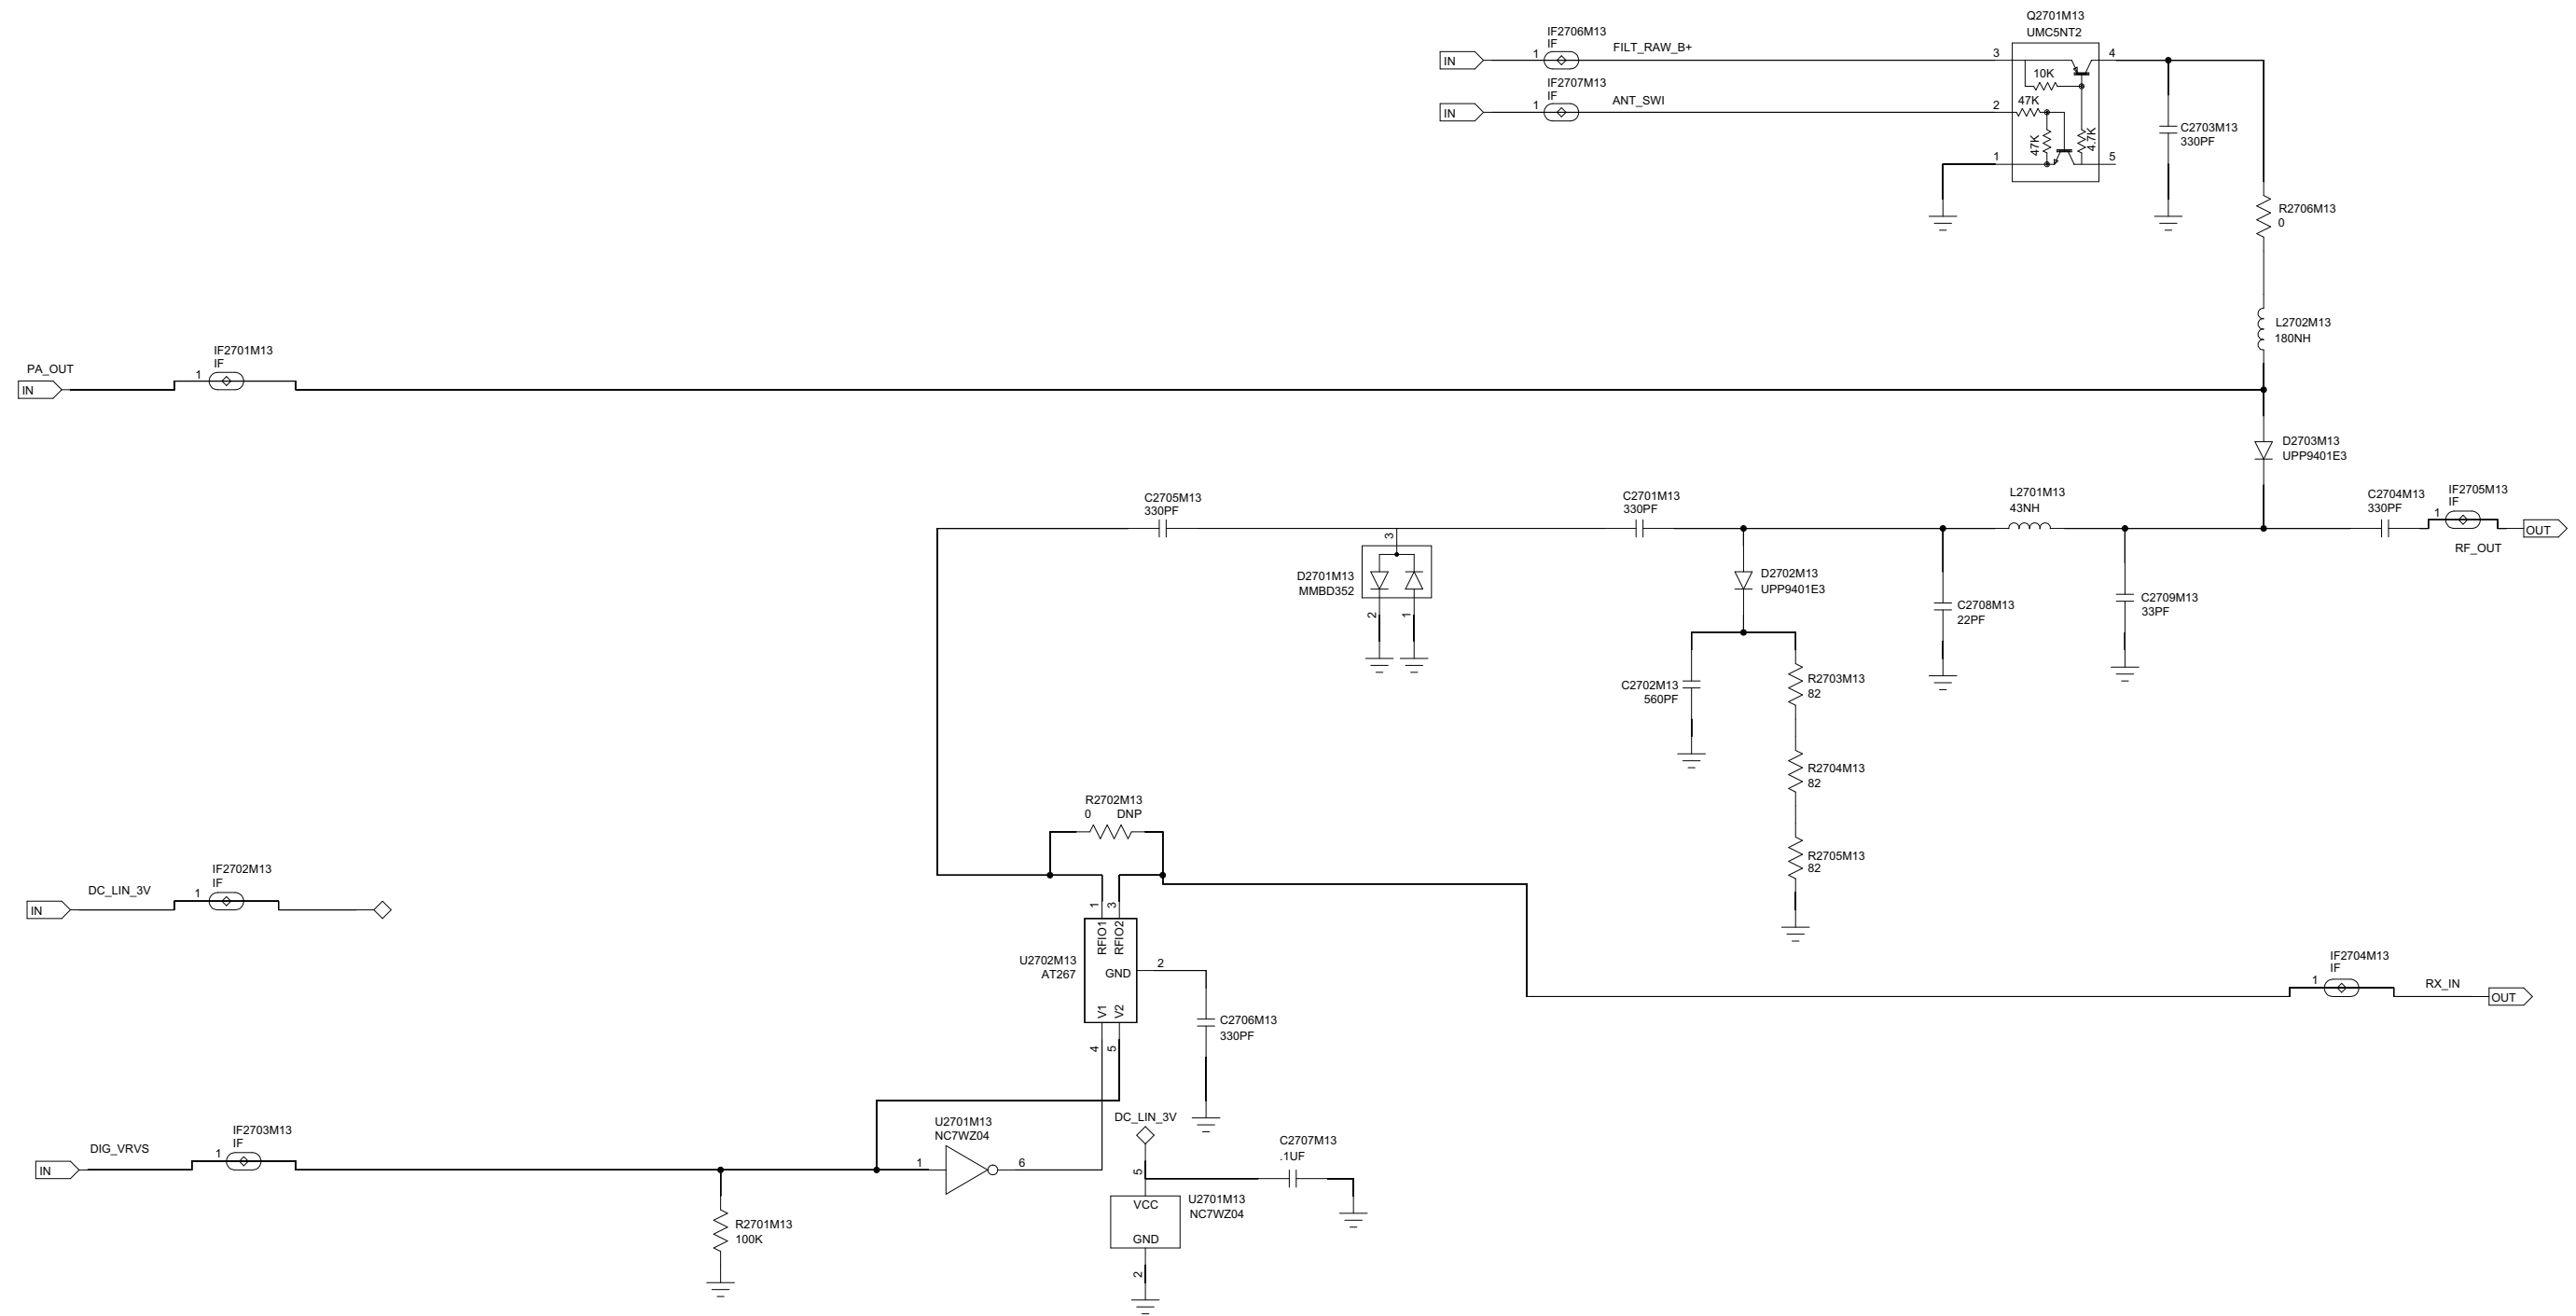 Q2701M13
UMC5NT2
IF2706M13
IF
FILT_RAW_B+
IN
1
3
4
10K
IF2707M13
IF
ANT_SWI
IN
1
2
47K
47K
4.7K
1
5
C2703M13
330PF
R2706M13
0
L2702M13
180NH
IF2701M13
IF
PA_OUT
IN
1
D2703M13
UPP9401E3
C2705M13
330PF
C2701M13
330PF
L2701M13
43NH
C2704M13
330PF
IF2705M13
IF
1
OUT
RF_OUT
3
D2701M13
MMBD352
2
1
D2702M13
UPP9401E3
C2708M13
22PF
C2709M13
33PF
C2702M13
560PF
R2703M13
82
R2704M13
82
R2705M13
82
R2702M13
0 DNP
IF2702M13
IF
DC_LIN_3V
IN
1
1
3
RFIO1
RFIO2
U2702M13
AT267
GND
2
V1
V2
4
5
C2706M13
330PF
IF2704M13
IF
1
RX_IN
OUT
IF2703M13
IF
DIG_VRVS
IN
1
U2701M13
NC7WZ04
1
6
R2701M13
100K
DC_LIN_3V
5
C2707M13
.1UF
VCC
GND
U2701M13
NC7WZ04
2